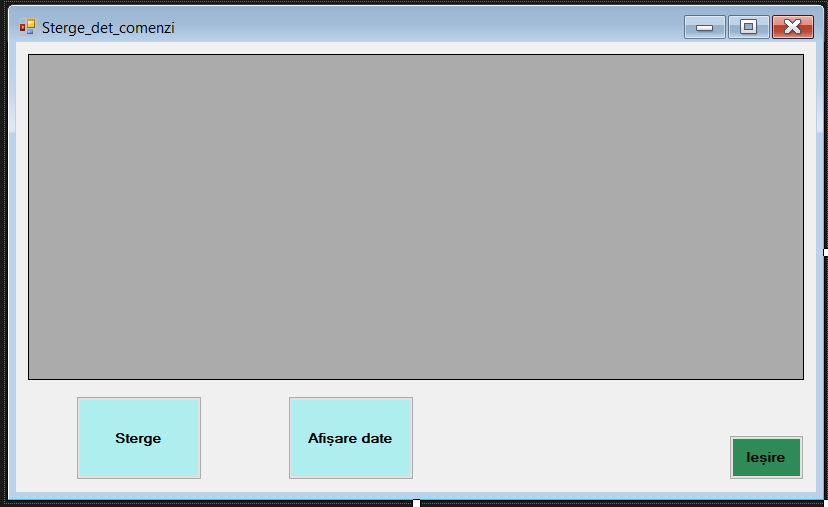 Sterge_det_comenzi
Sterge
Afișare date
Ieșire